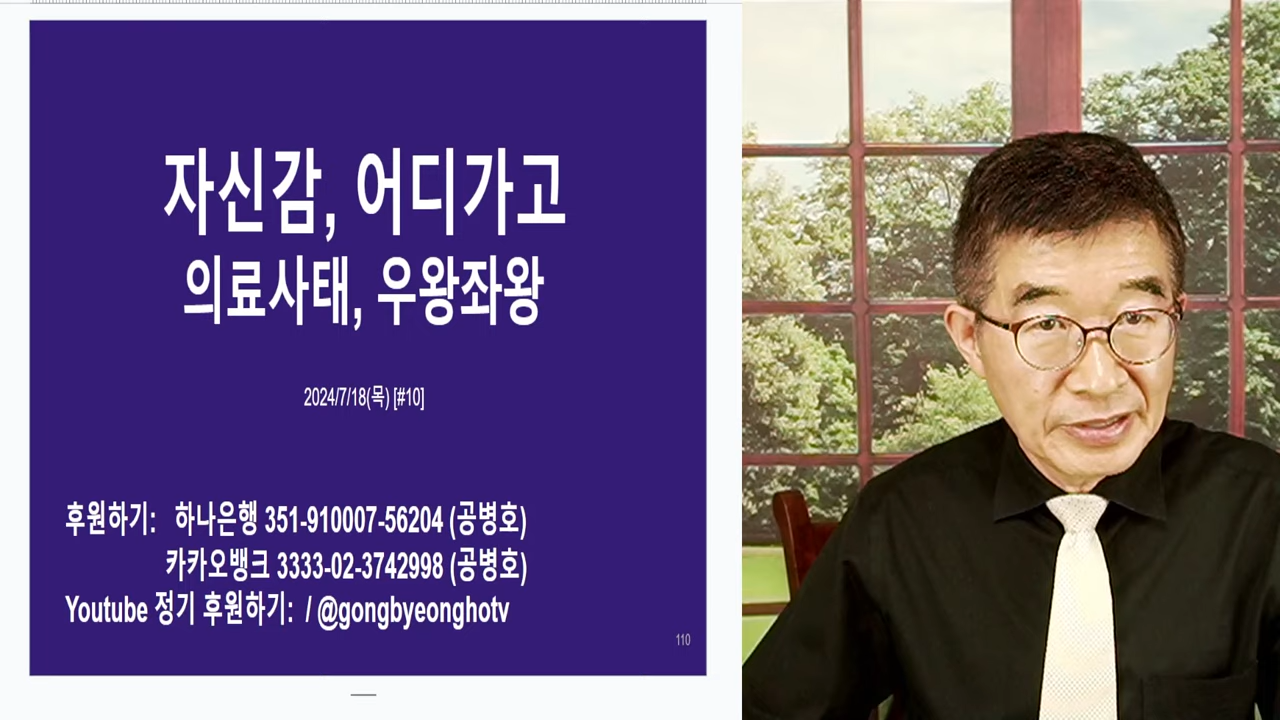 자신감, 어디가고
의료사태, 우왕좌왕
2024/7/18(목) [#10]
후원하기: 하나은행 351-910007-56204 (공병호)
카카오뱅크 3333-02-3742998 (공병호)
Youtube 정기 후원하기: / @gongbyeonghotv
110